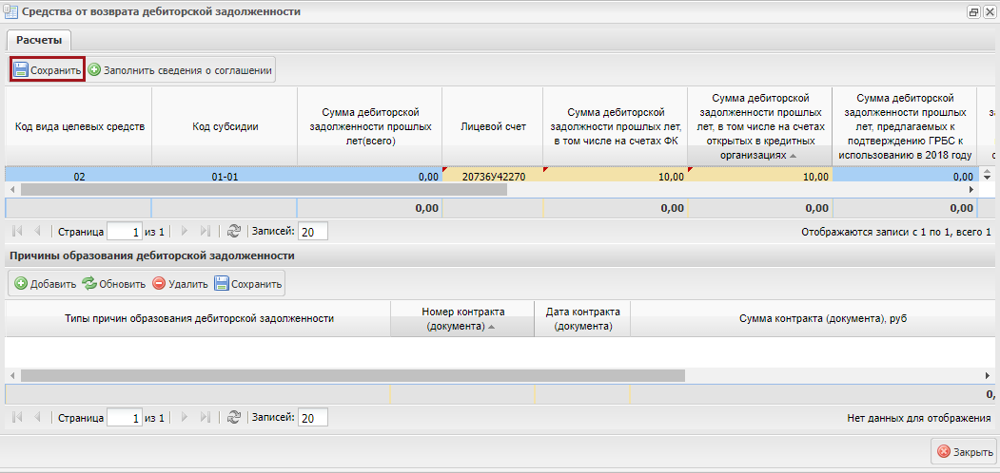 Средства от возврата дебиторской задолженности
Расчеты
Сохранить Заполнить сведения о соглашении
Код вида целевых средств
Код субсидии
Сумма дебиторской
задолженности прошлых
лет(всего)
Лицевой счет
Сумма дебиторской
задолжности прошлых лет,
в том числе на счетах ФК
Сумма дебиторской
задолженности прошлых
лет, в том числе на счетах
открытых в кредитных
организациях
Сумма дебиторской
задолженности прошлых
лет, предлагаемых к
подтверждению ГРБС к
использованию в 2018 году
02 01-01 0,00 20736У42270 10,00 10,00 0,00
0,00 0,00 0,00 0,00
Страница 1 из 1 Записей: 20 Отображаются записи с 1 по 1, всего 1
Причины образования дебиторской задолженности
Добавить Обновить Удалить Сохранить
Типы причин образования дебиторской задолженности
Номер контракта
(документа)
Дата контракта
(документа)
Сумма контракта (документа), руб
0,
Страница 1 из 1 Записей: 20 Нет данных для отображения
Закрыть